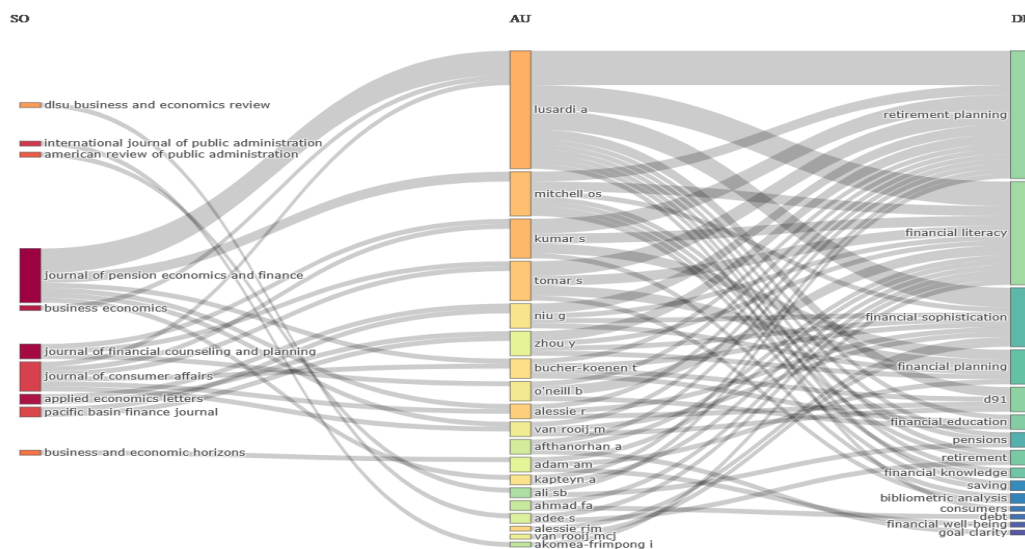 SO
AU
DE
dlsu business and economics review
international journal of public administration
american review of public administration
journal of pension economics and finance
business economics
journal of financial counseling and planning
journal of consumer affairs
applied economics letters
pacific basin finance journal
business and economic horizons
lusardi a
mitchell os
kumar s
tomar s
niu g
zhou y
bucher-koenen t
o'neill b
alessie r
van rooij m
afthanorhan a
adam am
kapteyn a
ali sb
ahmad fa
adee s
alessie rjm
van rooij mcj
akomea-frimpong i
retirement planning
financial literacy
financial sophistication
financial planning
d91
financial education
pensions
retirement
financial knowledge
saving
bibliometric analysis
consumers
debt
financial well-being
goal clarity